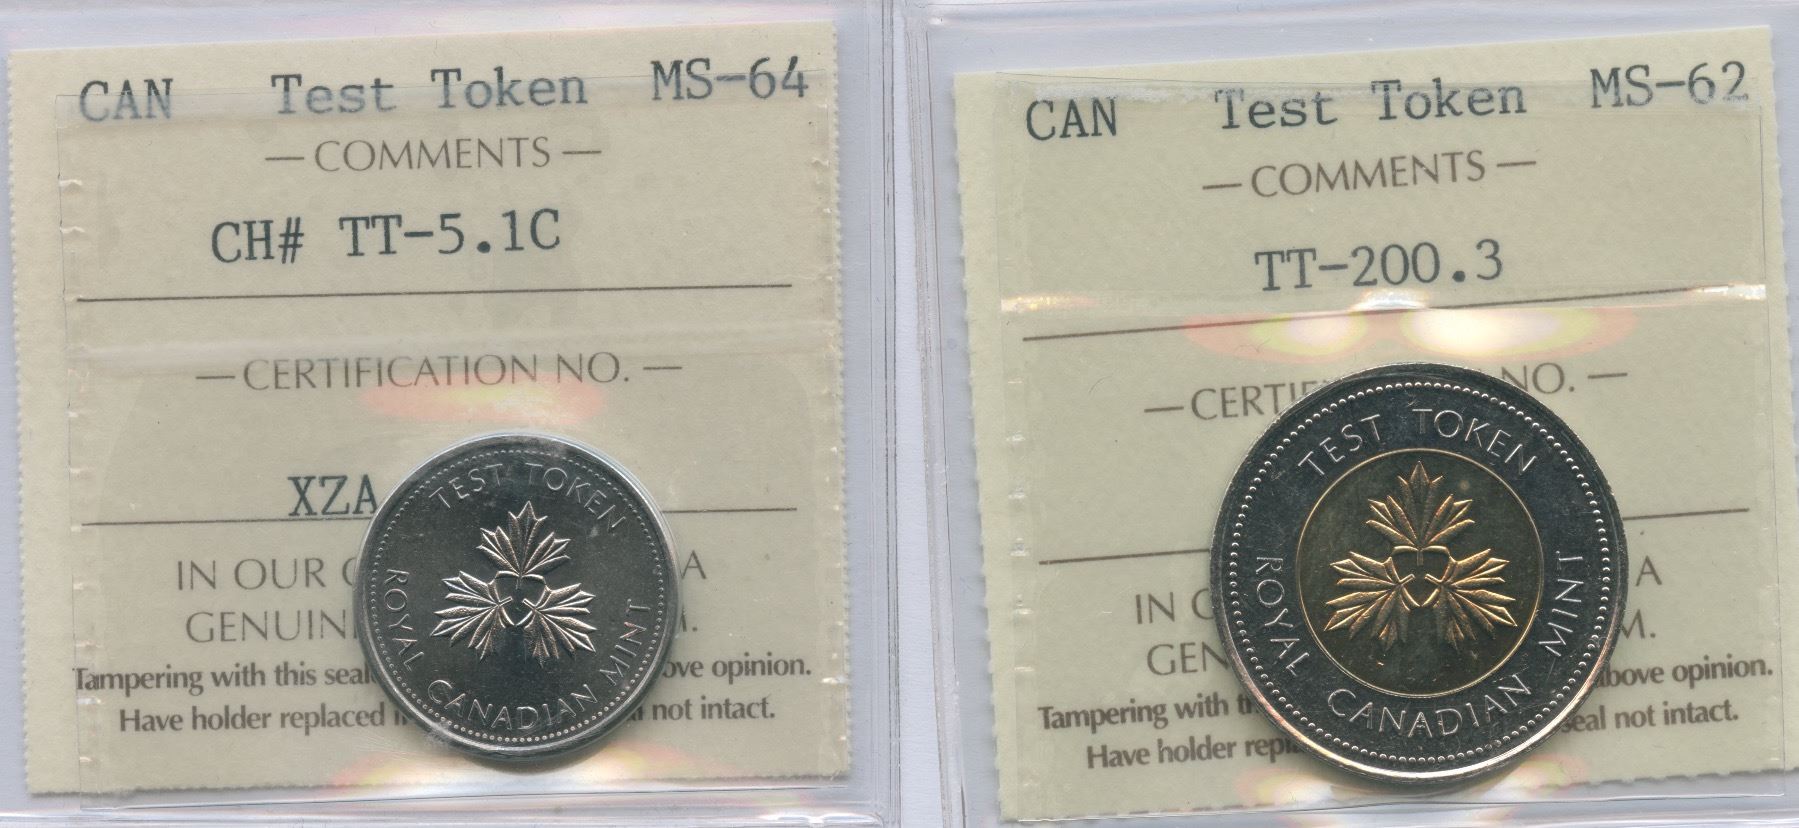 CAN Test Token MS-64
— COMMENTS —
CH# TT-5.1C
— CERTIFICATION NO. —
XZA
IN OUR
GENUIN
Tampering with this seal ove opinion.
Have holder replaced not intact.
TEST TOKEN
ROYAL CANADIAN MINT
CAN Test Token MS-62
— COMMENTS —
TT-200.3
— CERTI NO. —
IN A
GEN M.
Tampering with bove opinion.
Have holder repl seal not intact.
TEST TOKEN
ROYAL CANADIAN MINT